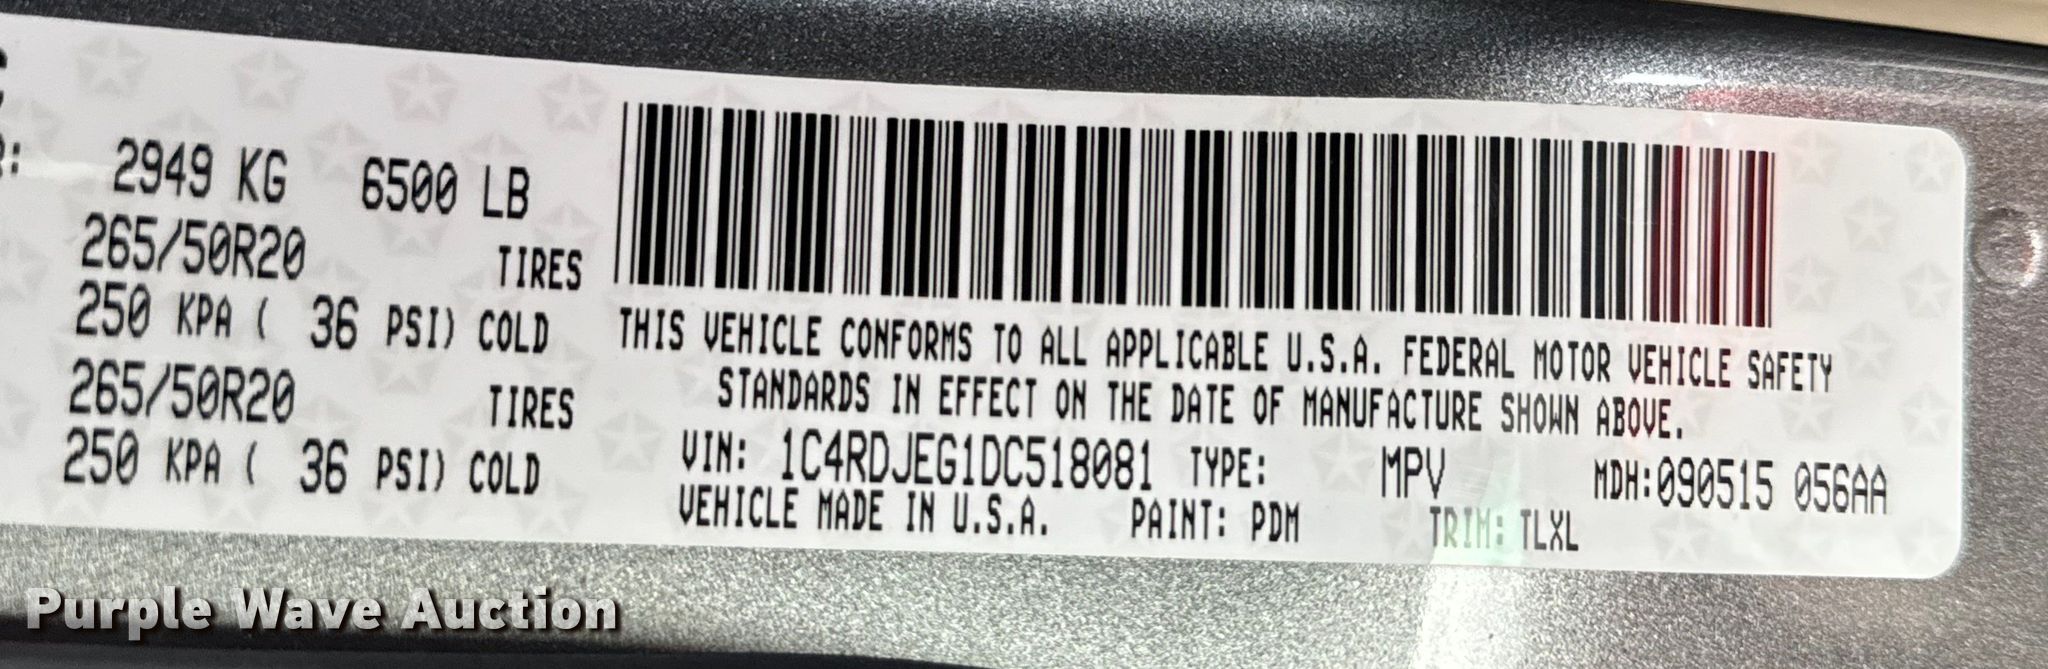 2949 KG 6500 LB
265/50R20 TIRES
250 KPA ( 36 PSI) COLD
265/50R20 TIRES
250 KPA ( 36 PSI) COLD
THIS VEHICLE CONFORMS TO ALL APPLICABLE U.S.A. FEDERAL MOTOR VEHICLE SAFETY
STANDARDS IN EFFECT ON THE DATE OF MANUFACTURE SHOWN ABOVE.
VIN: 1C4RDJEG1DC518081 TYPE: MPV MDH:090515 056AA
VEHICLE MADE IN U.S.A. PAINT: PDM TRIM: TLXL
Purple Wave Auction